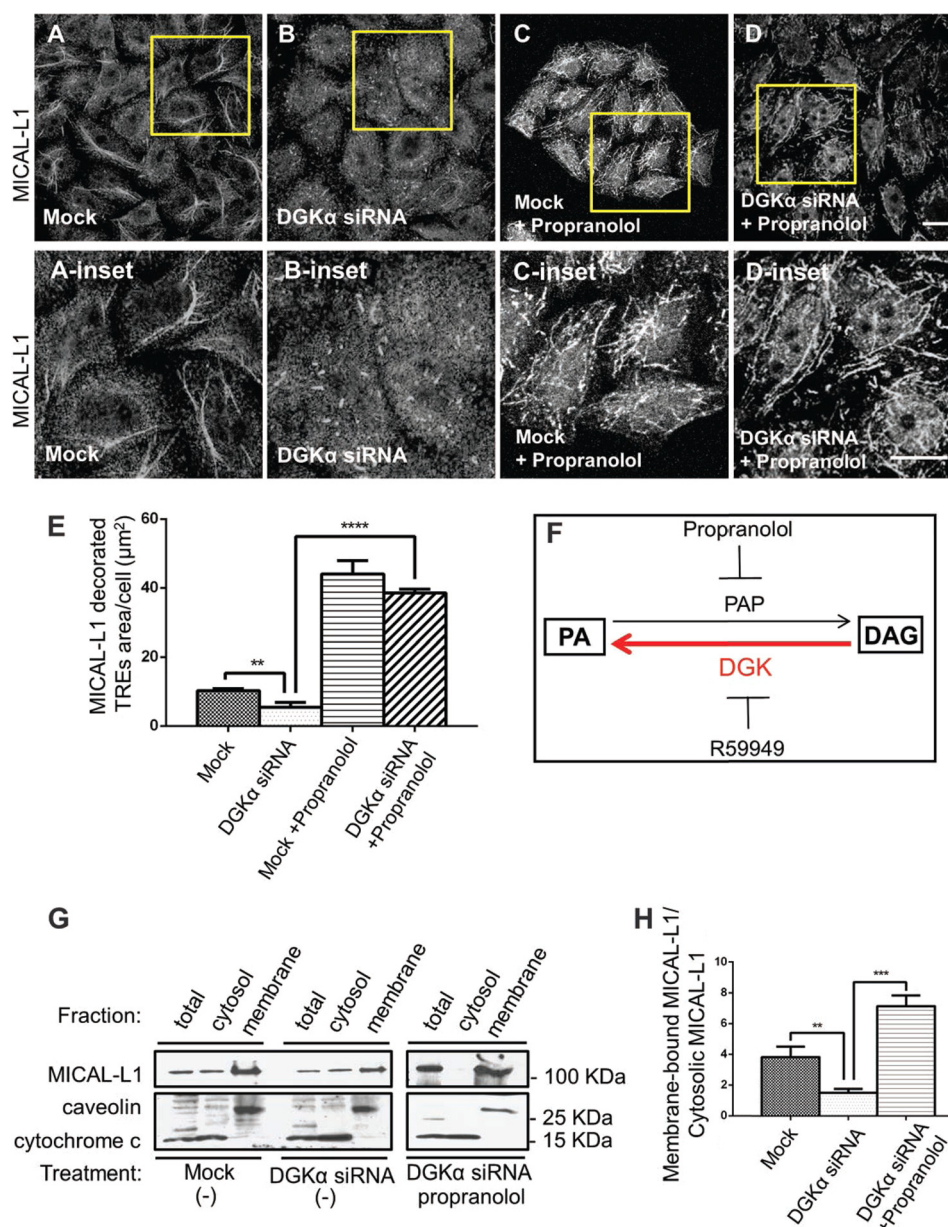 A
B
C
D
MICAL-L1
Mock
DGKα siRNA
Mock
+ Propranolol
DGKα siRNA
+ Propranolol
A-inset
B-inset
C-inset
D-inset
MICAL-L1
Mock
DGKα siRNA
Mock
+ Propranolol
DGKα siRNA
+ Propranolol
E
MICAL-L1 decorated
TREs area/cell (µm²)
60
40
20
0
**
****
Mock
DGKα siRNA
Mock +Propranolol
DGKα siRNA
+Propranolol
F
Propranolol
PAP
PA
DAG
DGK
R59949
G
Fraction:
total
cytosol
membrane
total
cytosol
membrane
total
cytosol
membrane
MICAL-L1
- 100 KDa
caveolin
- 25 KDa
cytochrome c
- 15 KDa
Treatment:
Mock
(-)
DGKα siRNA
(-)
DGKα siRNA
propranolol
H
Membrane-bound MICAL-L1/
Cytosolic MICAL-L1
8
6
4
2
0
**
***
Mock
DGKα siRNA
DGKα siRNA
+Propranolol